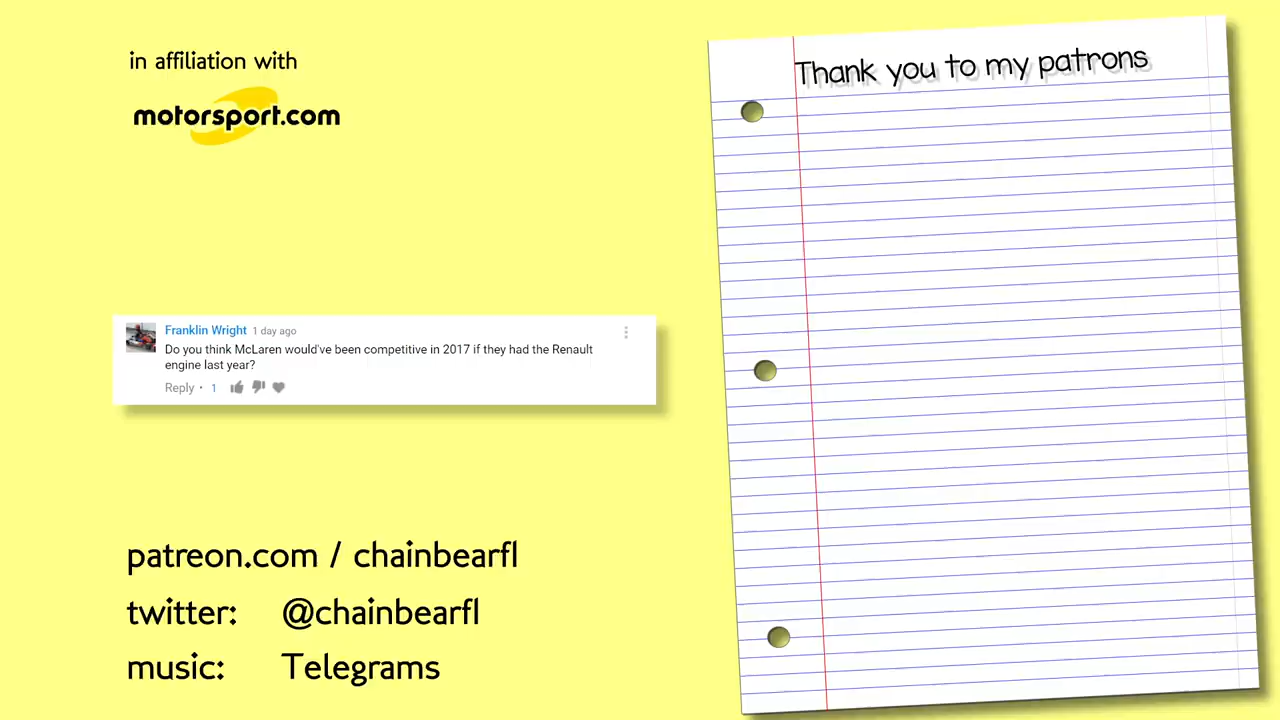 in affiliation with
motorsport.com
Thank you to my patrons
Franklin Wright 1 day ago
Do you think McLaren would've been competitive in 2017 if they had the Renault
engine last year?
Reply • 1
patreon.com / chainbearf1
twitter: @chainbearf1
music: Telegrams